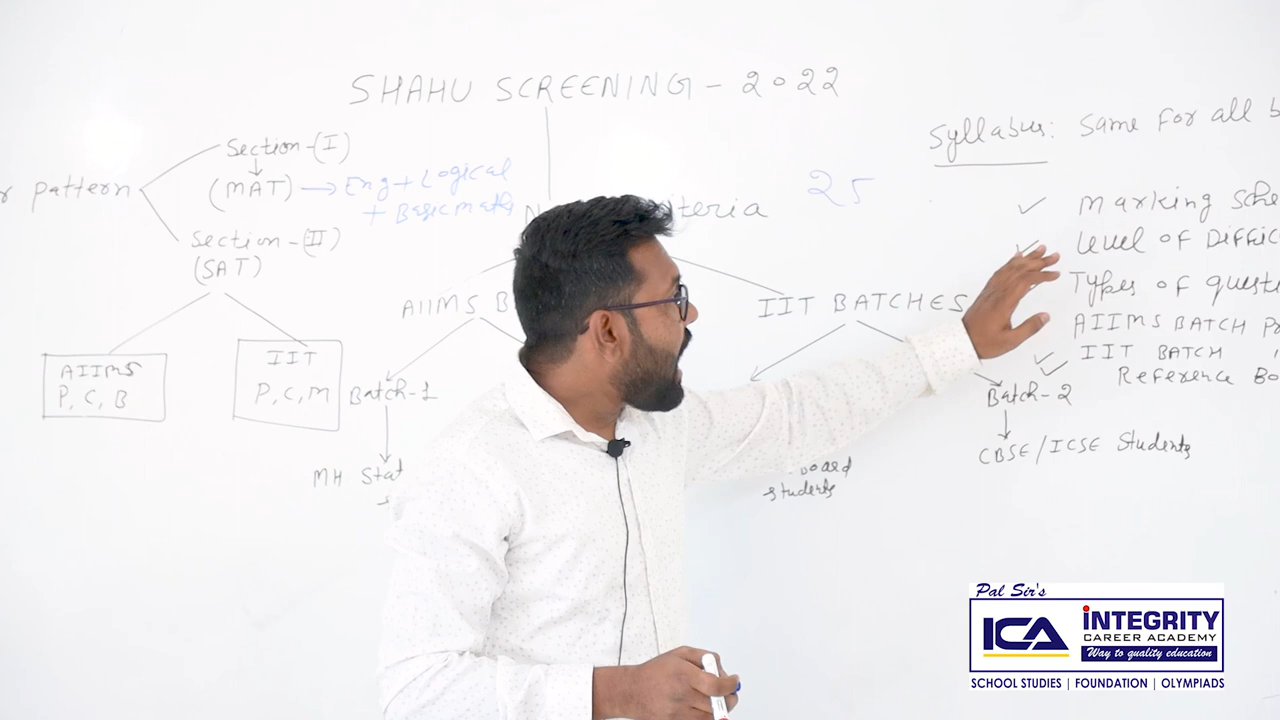 SHAHU SCREENING - 2022
Section-(I)
(MAT) → Eng + Logical
+ Basic maths
pattern
Section-(II)
(SAT)
AIIMS
P, C, B
IIT
P, C, M
25
AIIMS B
IIT BATCHES
Batch-1
MH Stat
Batch-2
students
CBSE/ICSE Students
Syllabus: Same for all b
✓ Marking sche
✓ Level of Diffic
Types of questi
AIIMS BATCH
✓ IIT BATCH "
Reference Bo
Pal Sir's
ICA INTEGRITY
CAREER ACADEMY
Way to quality education
SCHOOL STUDIES | FOUNDATION | OLYMPIADS